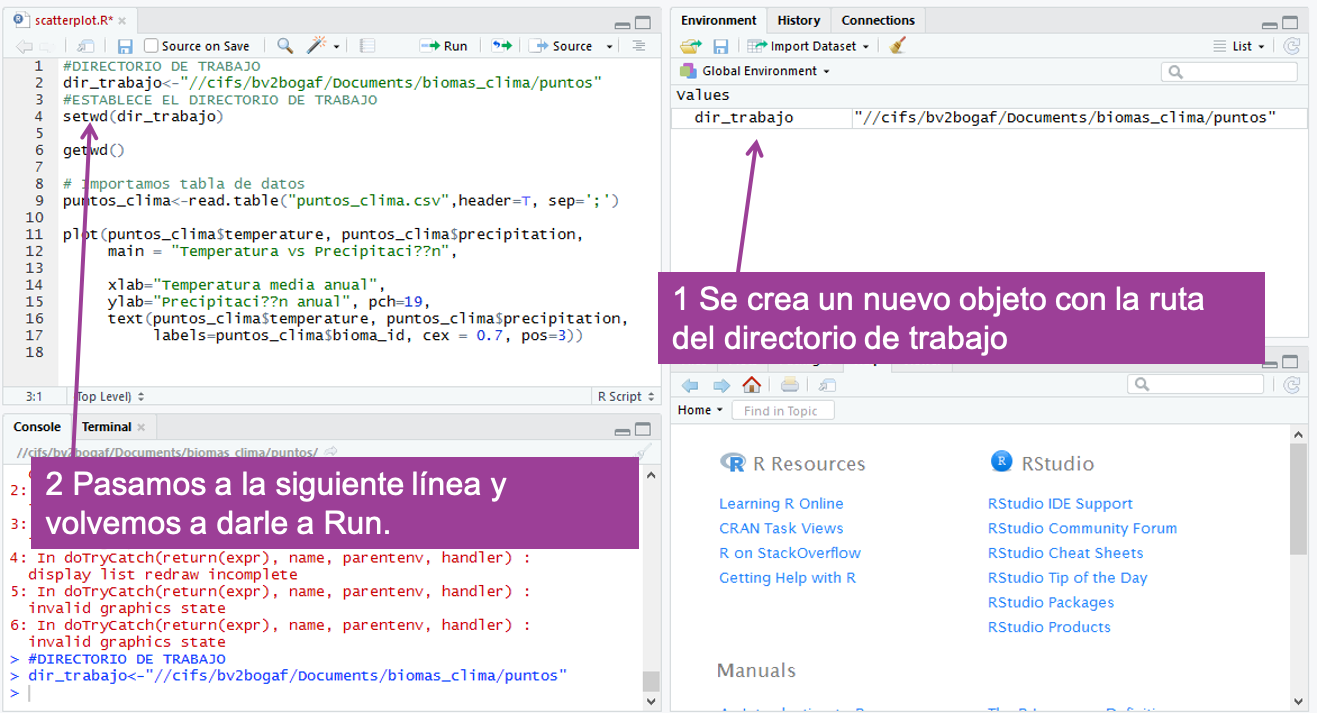 scatterplot.R*
Source on Save
Run
Source
1 #DIRECTORIO DE TRABAJO
2 dir_trabajo<-"//cifs/bv2bogaf/Documents/biomas_clima/puntos"
3 #ESTABLECE EL DIRECTORIO DE TRABAJO
4 setwd(dir_trabajo)
5
6 getwd()
7
8 # Importamos tabla de datos
9 puntos_clima<-read.table("puntos_clima.csv",header=T, sep=';')
10
11 plot(puntos_clima$temperature, puntos_clima$precipitation,
12 main = "Temperatura vs Precipitaci??n",
13
14 xlab="Temperatura media anual",
15 ylab="Precipitaci??n anual", pch=19,
16 text(puntos_clima$temperature, puntos_clima$precipitation,
17 labels=puntos_clima$bioma_id, cex = 0.7, pos=3))
18
3:1 (Top Level) R Script
Console Terminal
//cifs/bv2bogaf/Documents/biomas_clima/puntos/
2:
3:
2 Pasamos a la siguiente línea y
volvemos a darle a Run.
4: In doTryCatch(return(expr), name, parentenv, handler) :
display list redraw incomplete
5: In doTryCatch(return(expr), name, parentenv, handler) :
invalid graphics state
6: In doTryCatch(return(expr), name, parentenv, handler) :
invalid graphics state
> #DIRECTORIO DE TRABAJO
> dir_trabajo<-"//cifs/bv2bogaf/Documents/biomas_clima/puntos"
>
Environment History Connections
Import Dataset List
Global Environment
Values
dir_trabajo "//cifs/bv2bogaf/Documents/biomas_clima/puntos"
1 Se crea un nuevo objeto con la ruta
del directorio de trabajo
Home Find in Topic
R Resources
Learning R Online
CRAN Task Views
R on StackOverflow
Getting Help with R
RStudio
RStudio IDE Support
RStudio Community Forum
RStudio Cheat Sheets
RStudio Tip of the Day
RStudio Packages
RStudio Products
Manuals